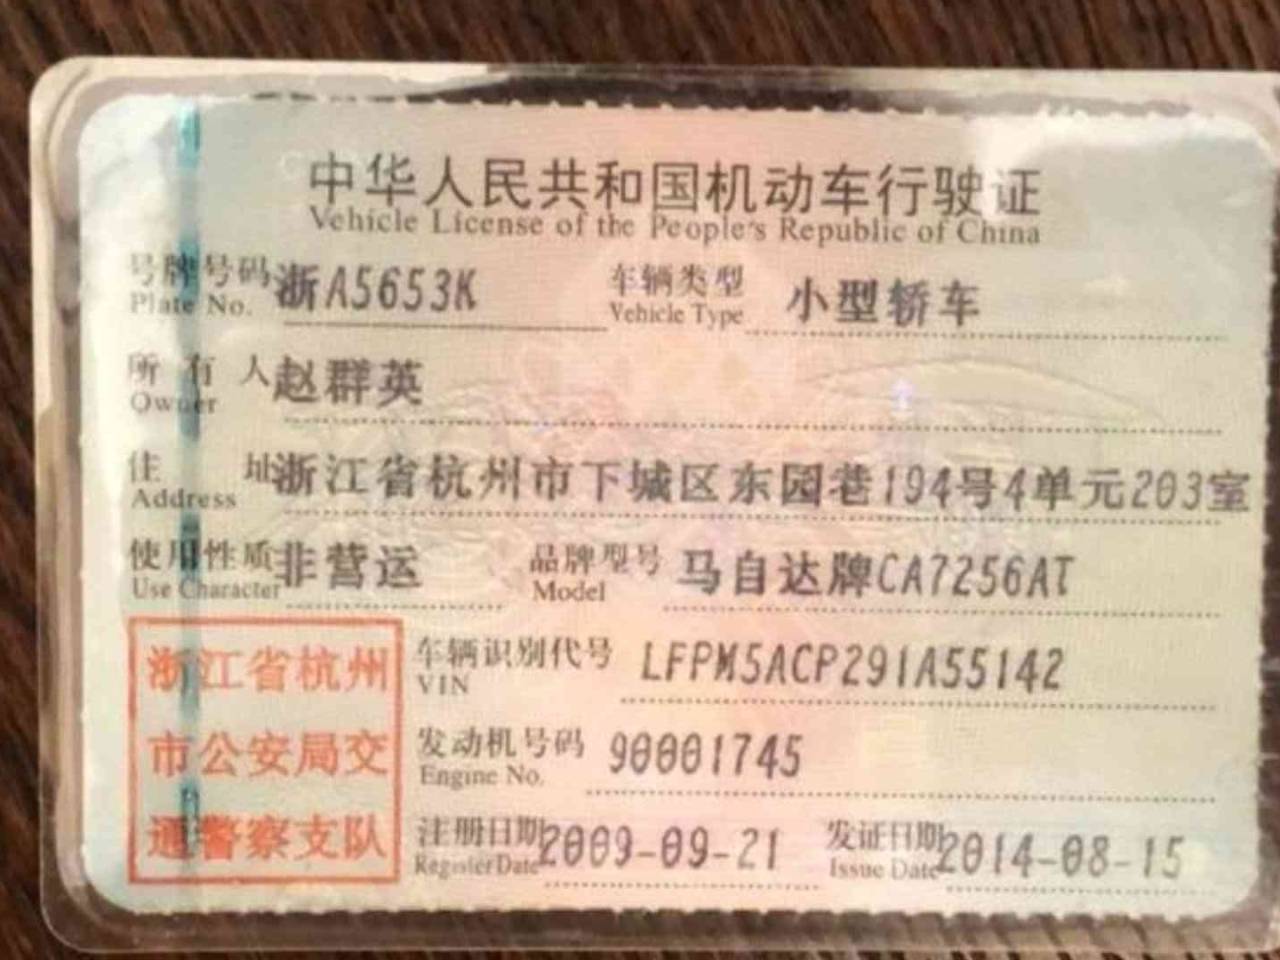 中华人民共和国机动车行驶证
Vehicle License of the People's Republic of China
号牌号码 浙A5653K 车辆类型 小型轿车
Plate No. Vehicle Type
所有人 赵群英
Owner
住址 浙江省杭州市下城区东园巷194号4单元203室
Address
使用性质 非营运 品牌型号 马自达牌CA7256AT
Use Character Model
浙江省杭州
市公安局交
通警察支队
车辆识别代号 LFPM5ACP291A55142
VIN
发动机号码 90001745
Engine No.
注册日期 2009-09-21 发证日期 2014-08-15
Register Date Issue Date